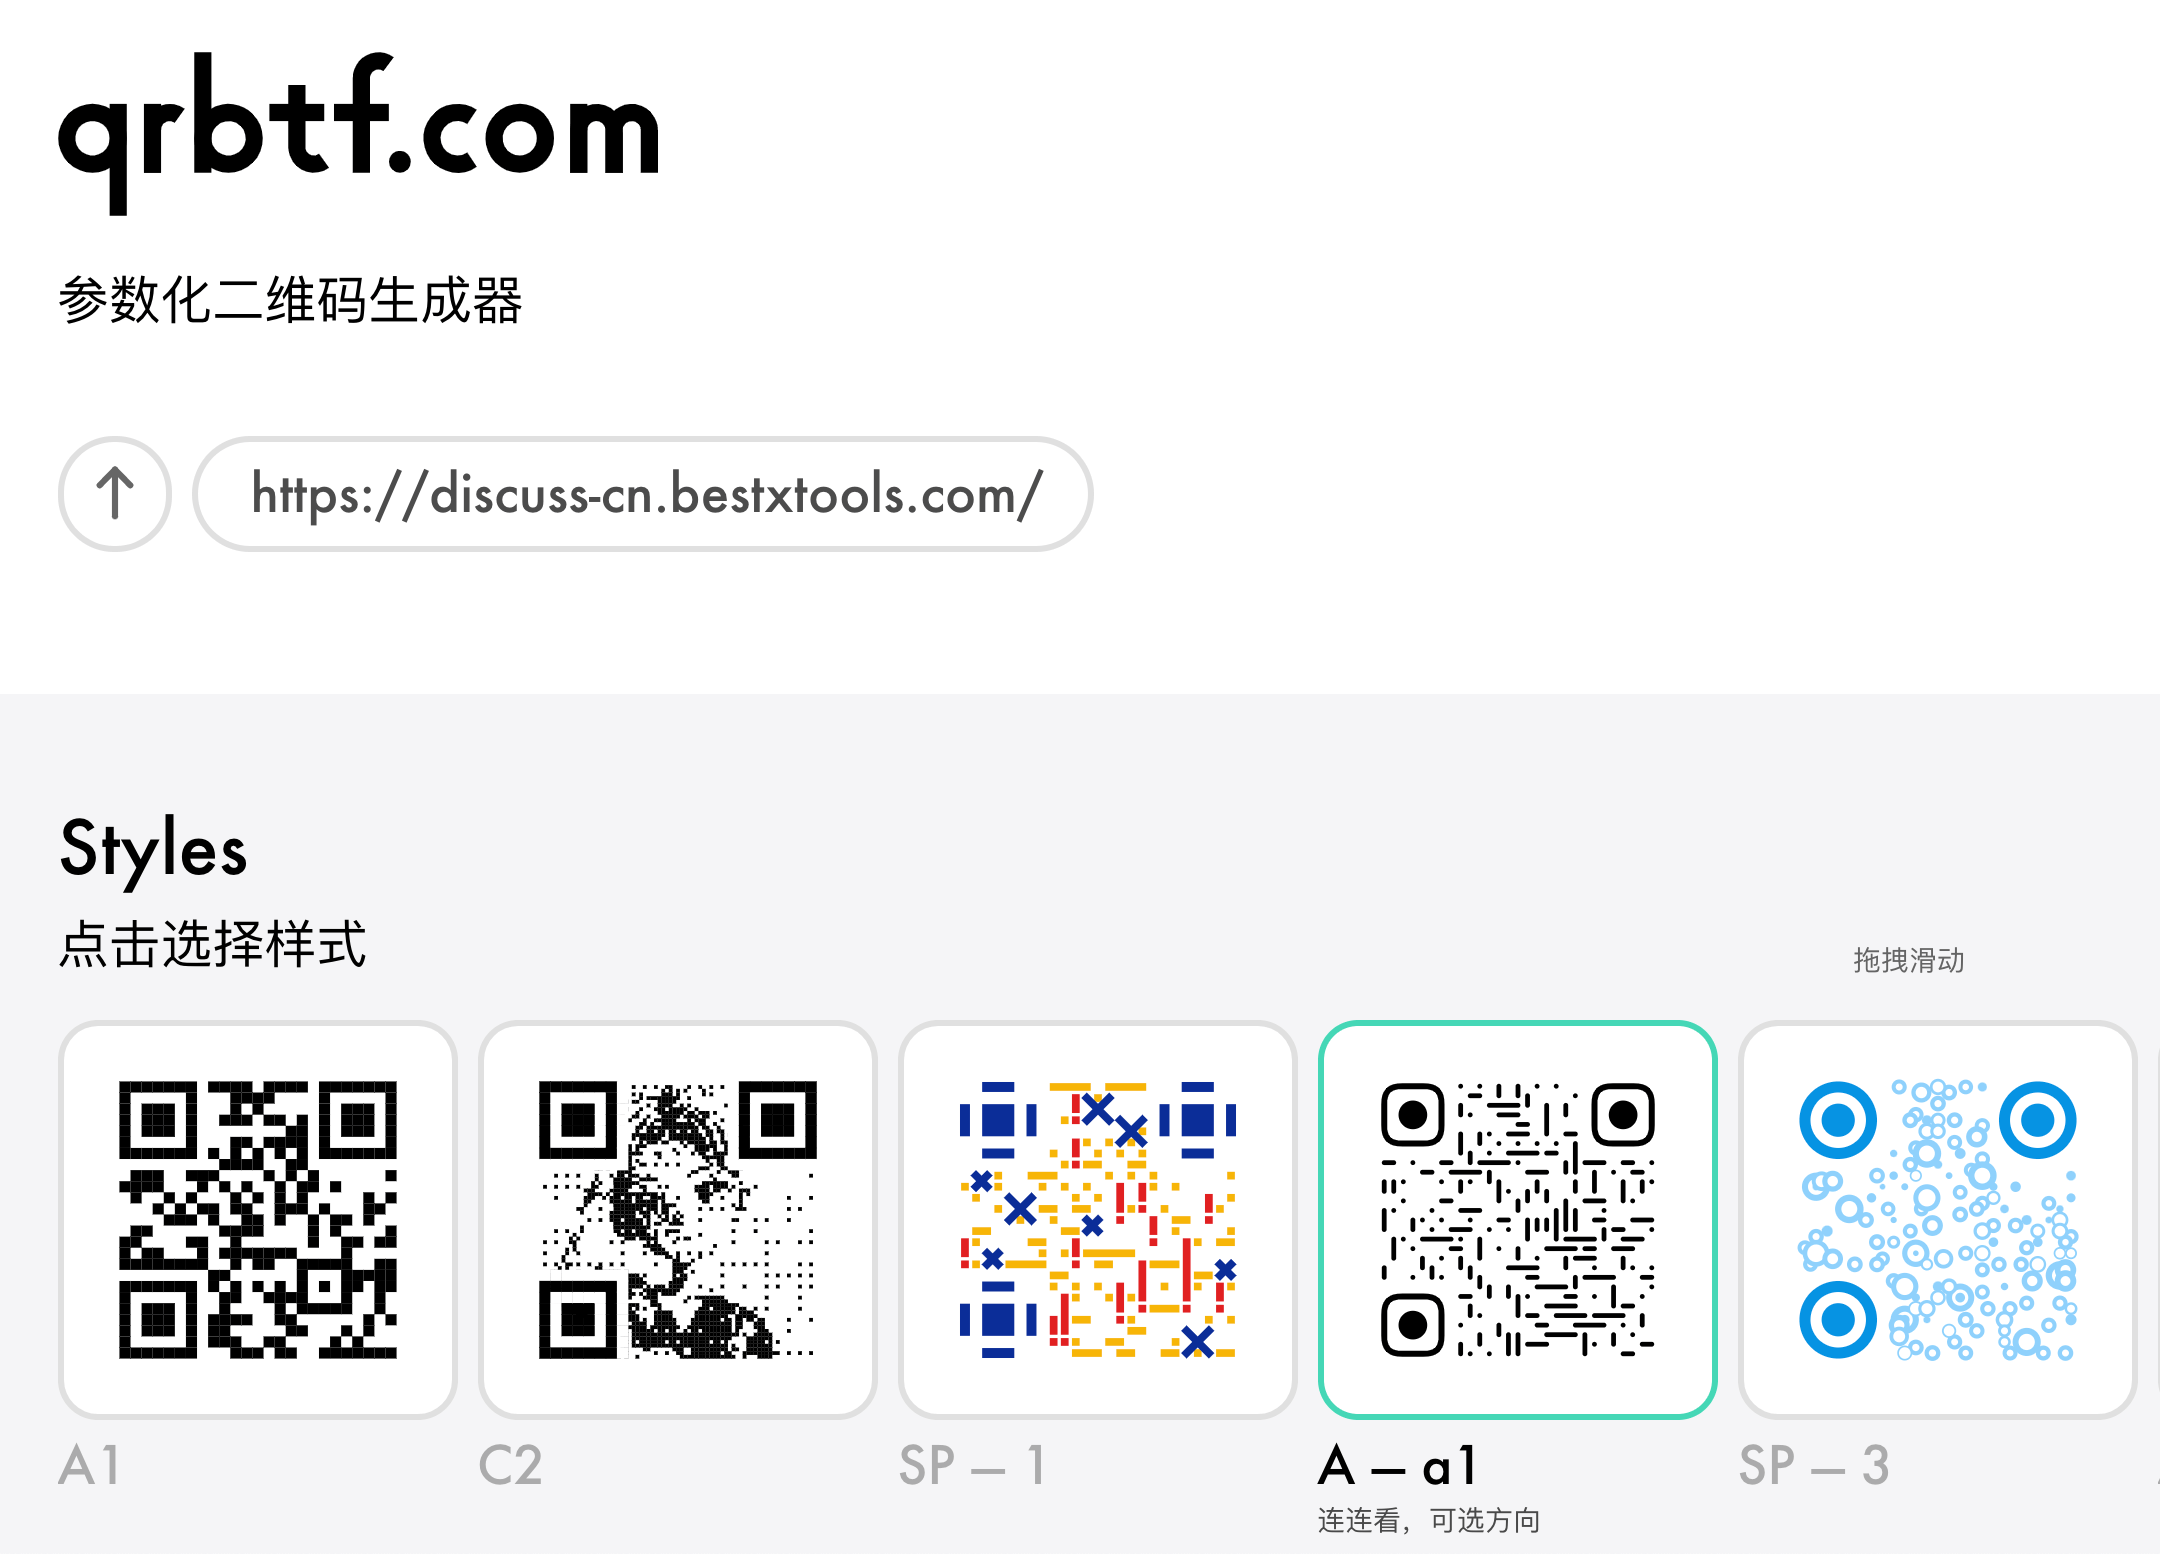 qrbtf.com
参数化二维码生成器
https://discuss-cn.bestxtools.com/
Styles
点击选择样式
拖拽滑动
A1
C2
SP — 1
A — a1
SP — 3
连连看，可选方向